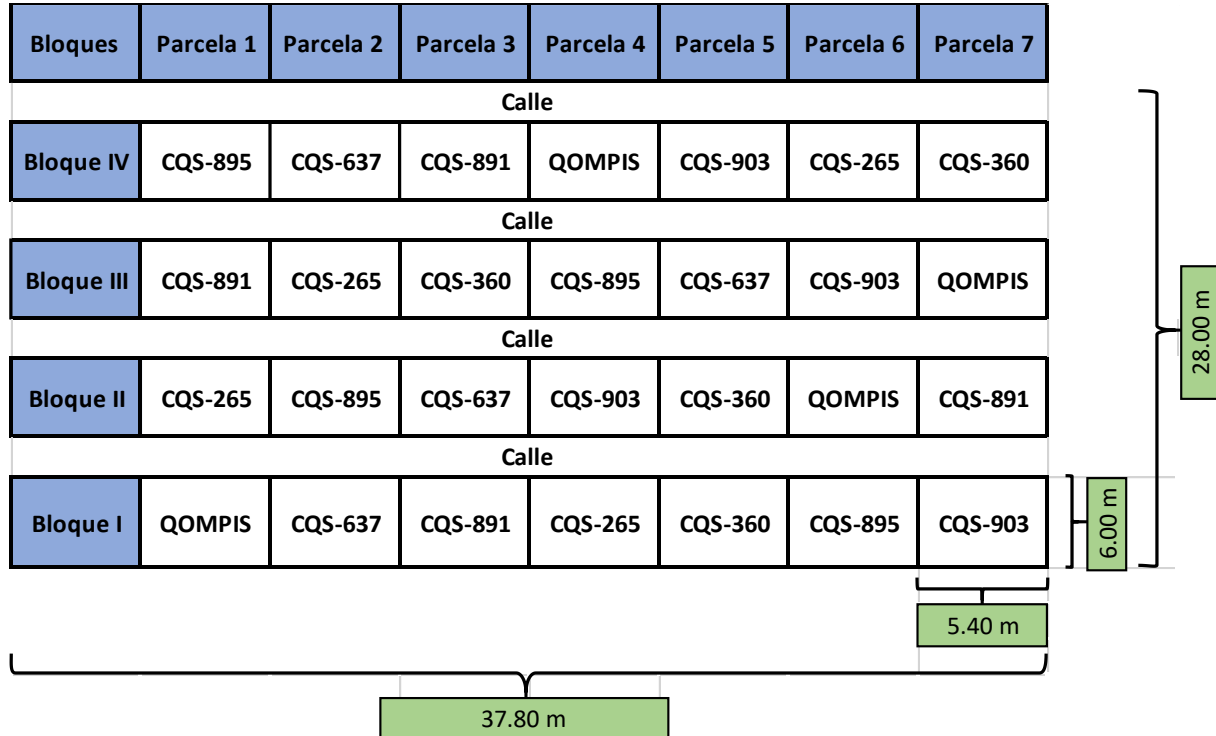 Bloques Parcela 1 Parcela 2 Parcela 3 Parcela 4 Parcela 5 Parcela 6 Parcela 7
Calle
Bloque IV CQS-895 CQS-637 CQS-891 QOMPIS CQS-903 CQS-265 CQS-360
Calle
Bloque III CQS-891 CQS-265 CQS-360 CQS-895 CQS-637 CQS-903 QOMPIS
Calle
Bloque II CQS-265 CQS-895 CQS-637 CQS-903 CQS-360 QOMPIS CQS-891
Calle
Bloque I QOMPIS CQS-637 CQS-891 CQS-265 CQS-360 CQS-895 CQS-903
28.00 m
6.00 m
5.40 m
37.80 m